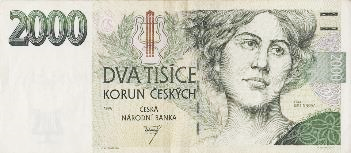 2000
DVA TISÍCE
KORUN ČESKÝCH
ČESKÁ
NÁRODNÍ BANKA
2000